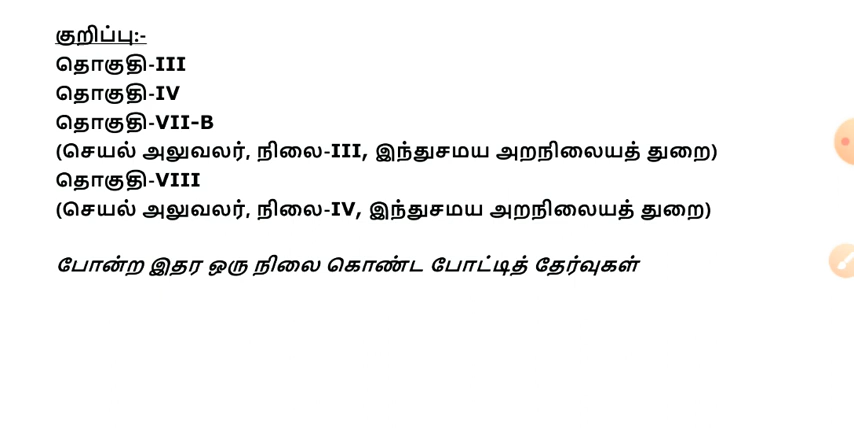 குறிப்பு:-
தொகுதி-III
தொகுதி-IV
தொகுதி-VII-B
(செயல் அலுவலர், நிலை-III, இந்துசமய அறநிலையத் துறை)
தொகுதி-VIII
(செயல் அலுவலர், நிலை-IV, இந்துசமய அறநிலையத் துறை)
போன்ற இதர ஒரு நிலை கொண்ட போட்டித் தேர்வுகள்